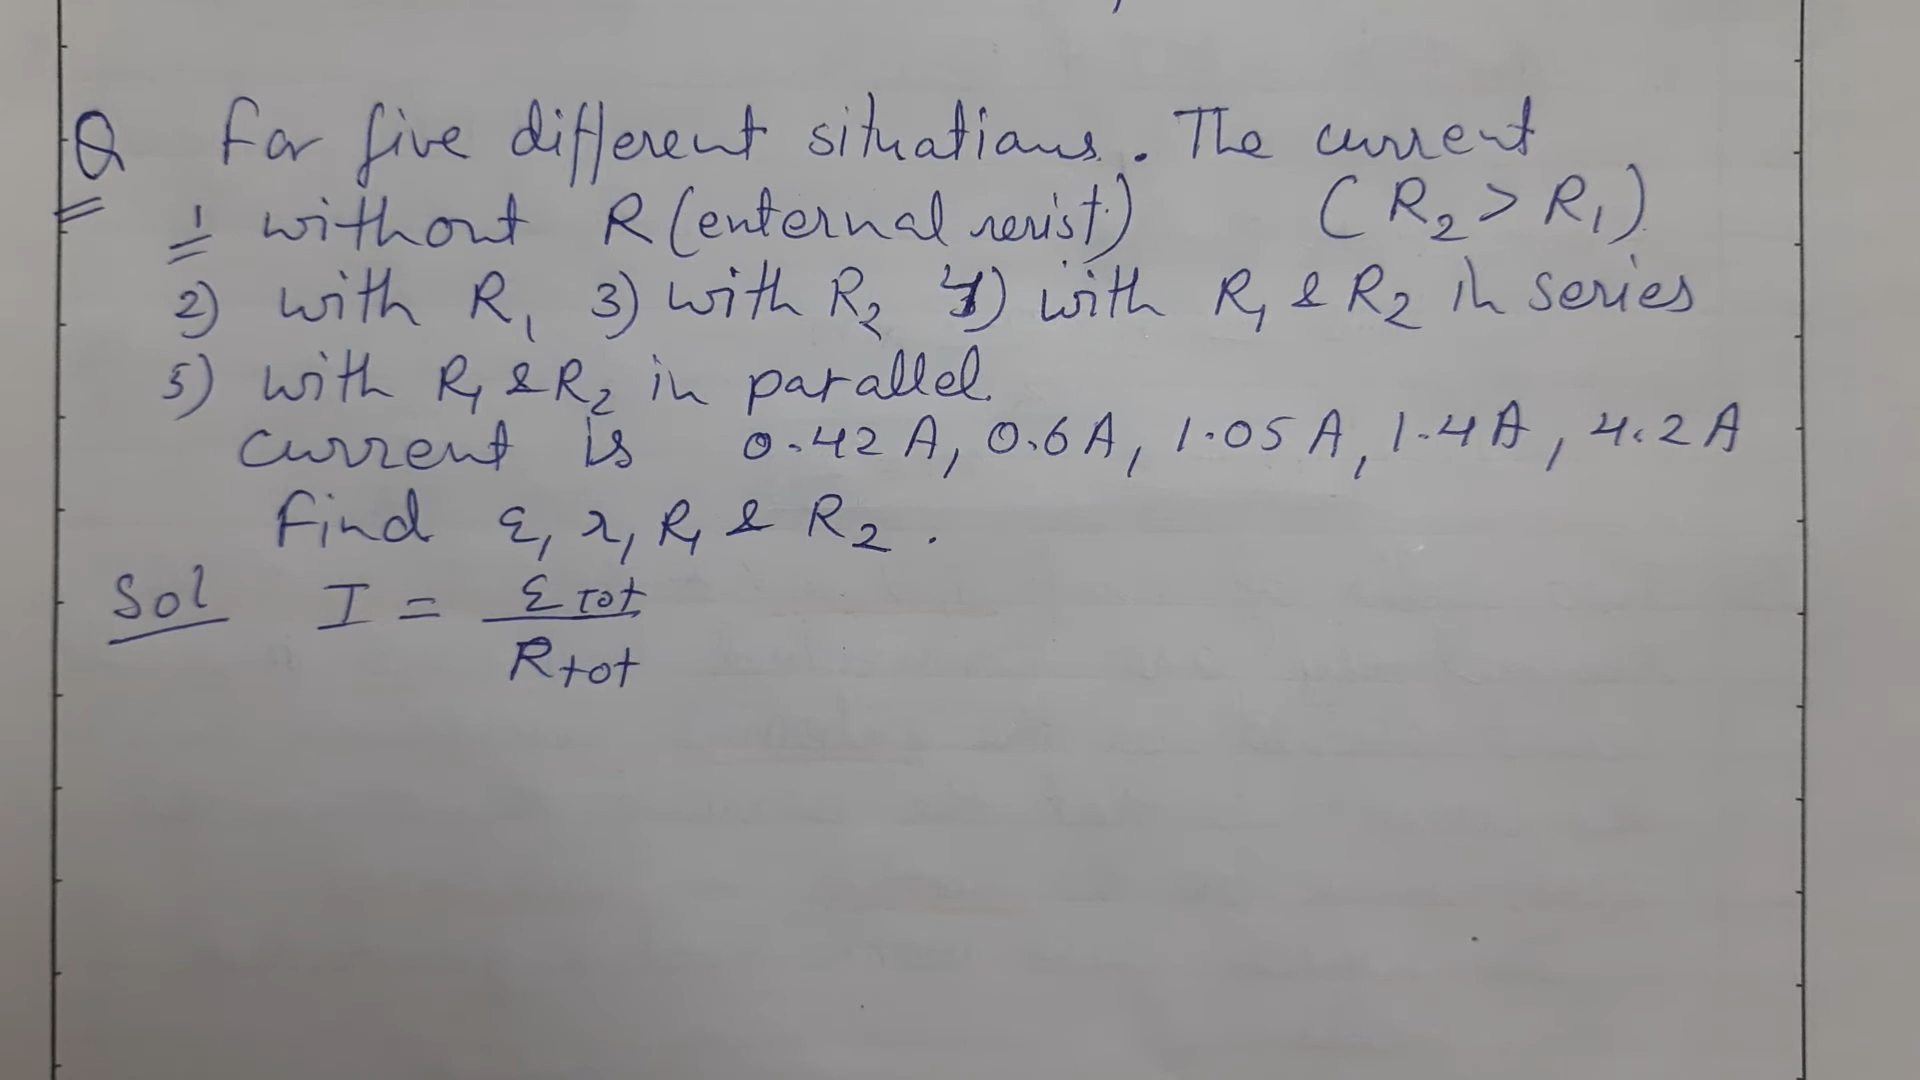 Q For five different situations. The current
1 without R (external resist.) (R₂ > R₁)
2) with R₁ 3) with R₂ 4) with R₁ & R₂ in series
5) with R₁ & R₂ in parallel.
current is 0.42 A, 0.6 A, 1.05 A, 1.4 A, 4.2 A
Find ε, r, R₁ & R₂.
Sol I = ε Tot / R tot